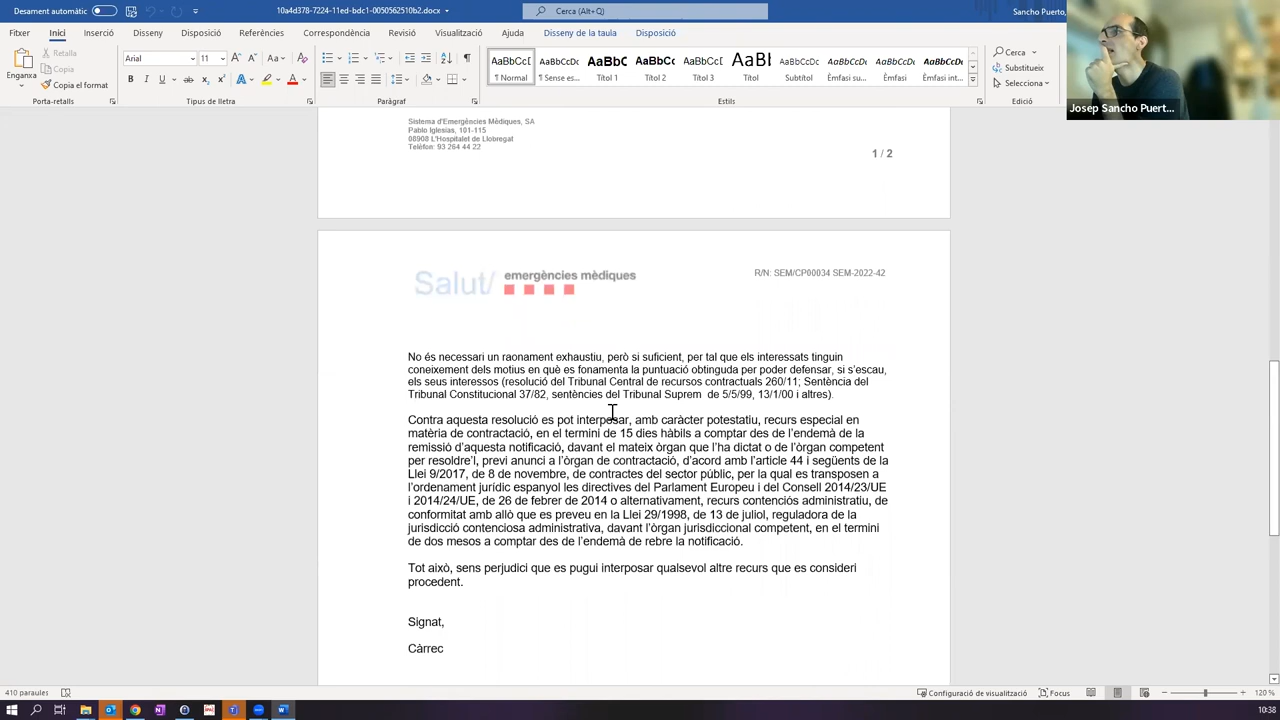 Desament automàtic
10a4d378-7224-11ed-bdc1-0050562510b2.docx
Cerca (Alt+Q)
Sancho Puerto,
Fitxer Inici Inserció Disseny Disposició Referències Correspondència Revisió Visualització Ajuda Disseny de la taula Disposició
Enganxa
Retalla
Copia
Copia el format
Porta-retalls
Arial 11
Tipus de lletra
Paràgraf
¶ Normal
¶ Sense es...
Títol 1
Títol 2
Títol 3
Títol
Subtítol
Èmfasi su...
Èmfasi
Èmfasi int...
Estils
Cerca
Substitueix
Selecciona
Edició
Josep Sancho Puert...
Sistema d'Emergències Mèdiques, SA
Pablo Iglesias, 101-115
08908 L'Hospitalet de Llobregat
Telèfon: 93 264 44 22
1 / 2
Salut/ emergències mèdiques
R/N: SEM/CP00034 SEM-2022-42
No és necessari un raonament exhaustiu, però si suficient, per tal que els interessats tinguin
coneixement dels motius en què es fonamenta la puntuació obtinguda per poder defensar, si s'escau,
els seus interessos (resolució del Tribunal Central de recursos contractuals 260/11; Sentència del
Tribunal Constitucional 37/82, sentències del Tribunal Suprem de 5/5/99, 13/1/00 i altres).
Contra aquesta resolució es pot interposar, amb caràcter potestatiu, recurs especial en
matèria de contractació, en el termini de 15 dies hàbils a comptar des de l'endemà de la
remissió d'aquesta notificació, davant el mateix òrgan que l'ha dictat o de l'òrgan competent
per resoldre'l, previ anunci a l'òrgan de contractació, d'acord amb l'article 44 i següents de la
Llei 9/2017, de 8 de novembre, de contractes del sector públic, per la qual es transposen a
l'ordenament jurídic espanyol les directives del Parlament Europeu i del Consell 2014/23/UE
i 2014/24/UE, de 26 de febrer de 2014 o alternativament, recurs contenciós administratiu, de
conformitat amb allò que es preveu en la Llei 29/1998, de 13 de juliol, reguladora de la
jurisdicció contenciosa administrativa, davant l'òrgan jurisdiccional competent, en el termini
de dos mesos a comptar des de l'endemà de rebre la notificació.
Tot això, sens perjudici que es pugui interposar qualsevol altre recurs que es consideri
procedent.
Signat,
Càrrec
410 paraules
Configuració de visualització
Focus
120 %
10:38